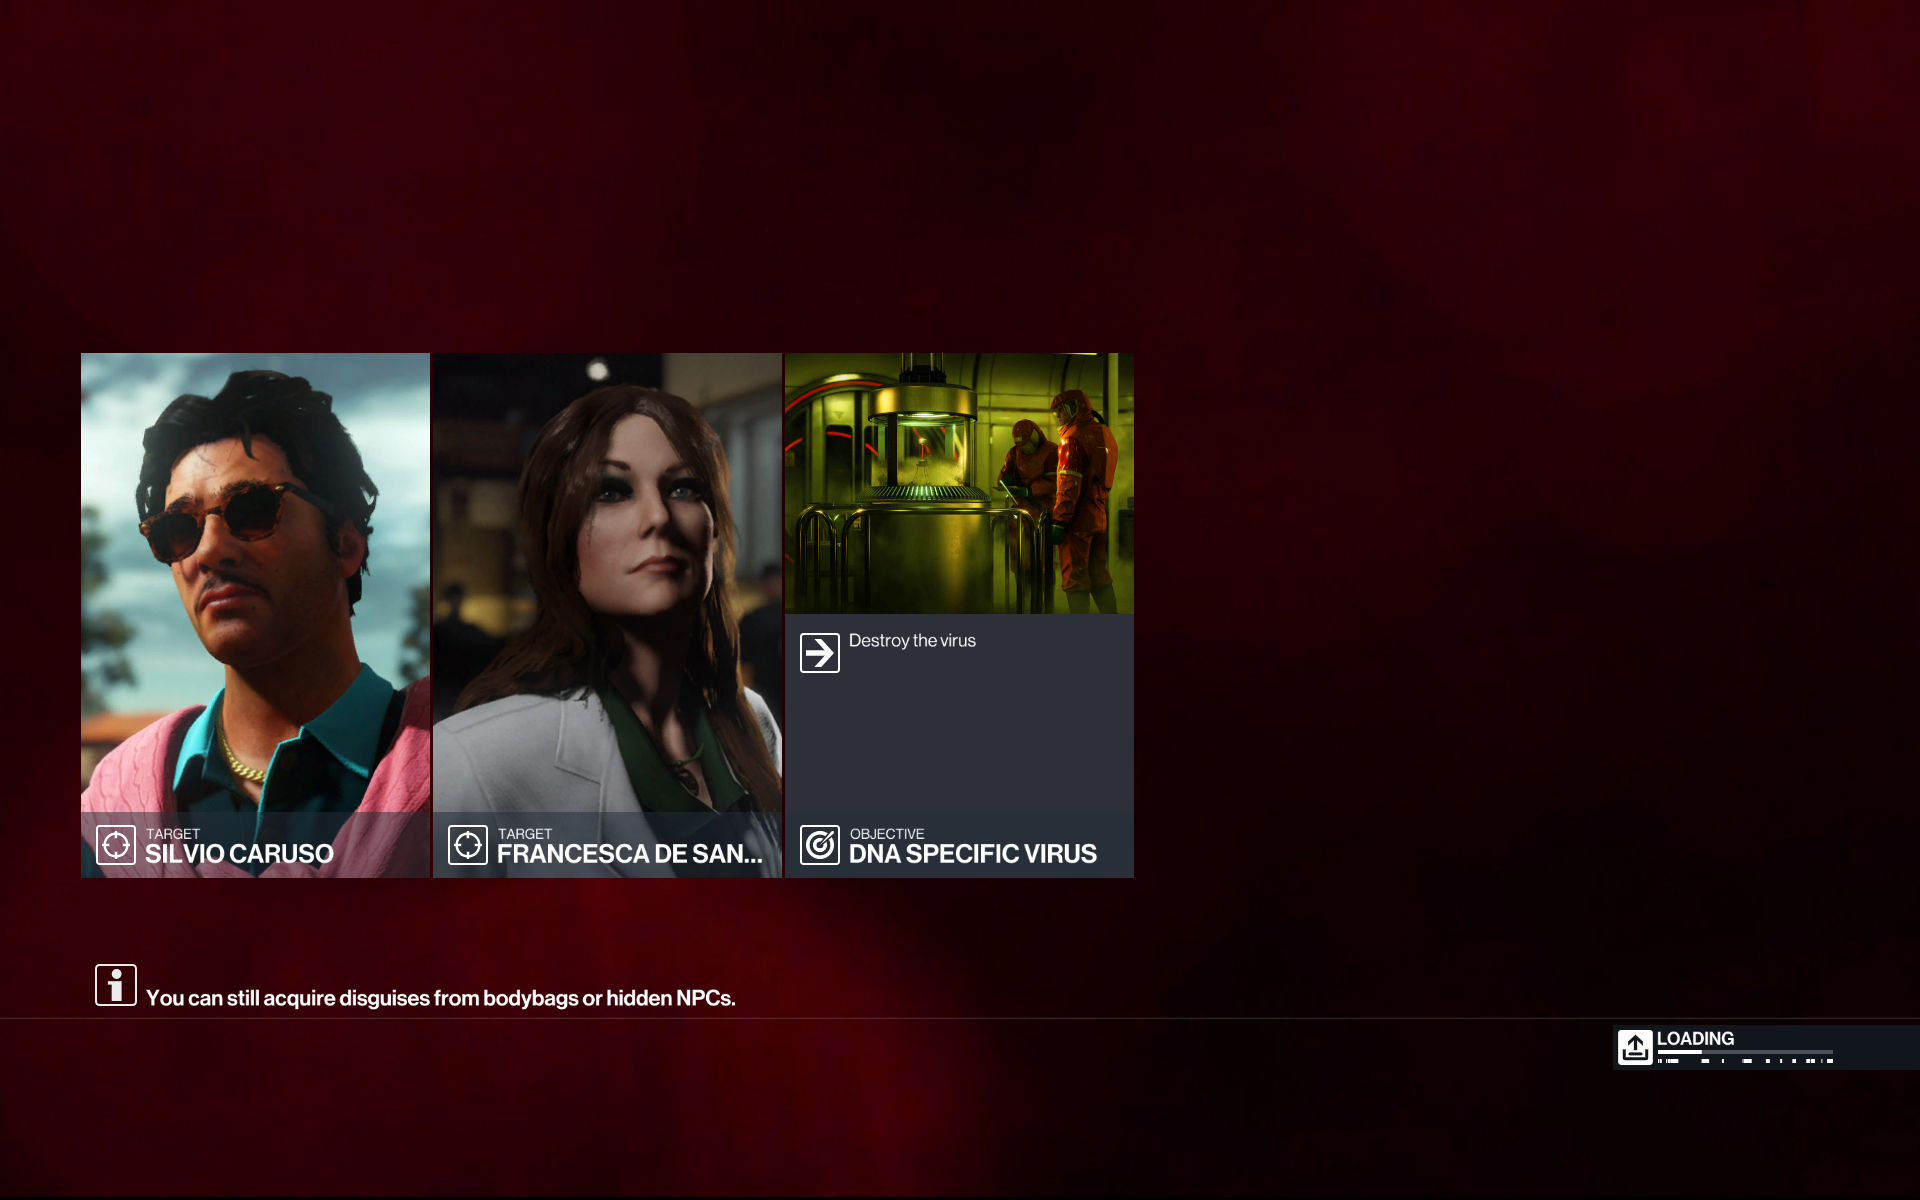 TARGET
SILVIO CARUSO
TARGET
FRANCESCA DE SAN...
Destroy the virus
OBJECTIVE
DNA SPECIFIC VIRUS
You can still acquire disguises from bodybags or hidden NPCs.
LOADING